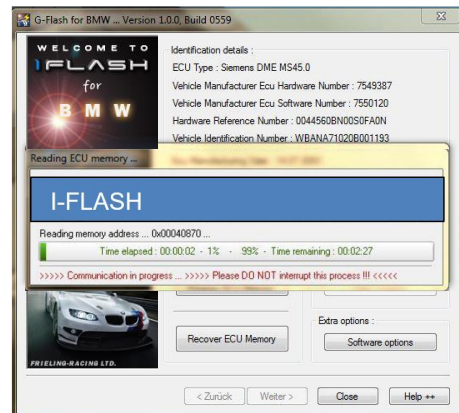 G-Flash for BMW ... Version 1.0.0, Build 0559
WELCOME TO
IFLASH
for
BMW
Identification details :
ECU Type : Siemens DME MS45.0
Vehicle Manufacturer Ecu Hardware Number : 7549387
Vehicle Manufacturer Ecu Software Number : 7550120
Hardware Reference Number : 0044560BN00S0FA0N
Vehicle Identification Number : WBANA71020B001193
Reading ECU memory ...
I-FLASH
Reading memory address ... 0x00040870 ...
Time elapsed : 00:00:02 - 1% - 99% - Time remaining : 00:02:27
>>>>> Communication in progress ... >>>>> Please DO NOT interrupt this process !!! <<<<<
Recover ECU Memory
Extra options :
Software options
FRIELING-RACING LTD.
< Zurück
Weiter >
Close
Help ++